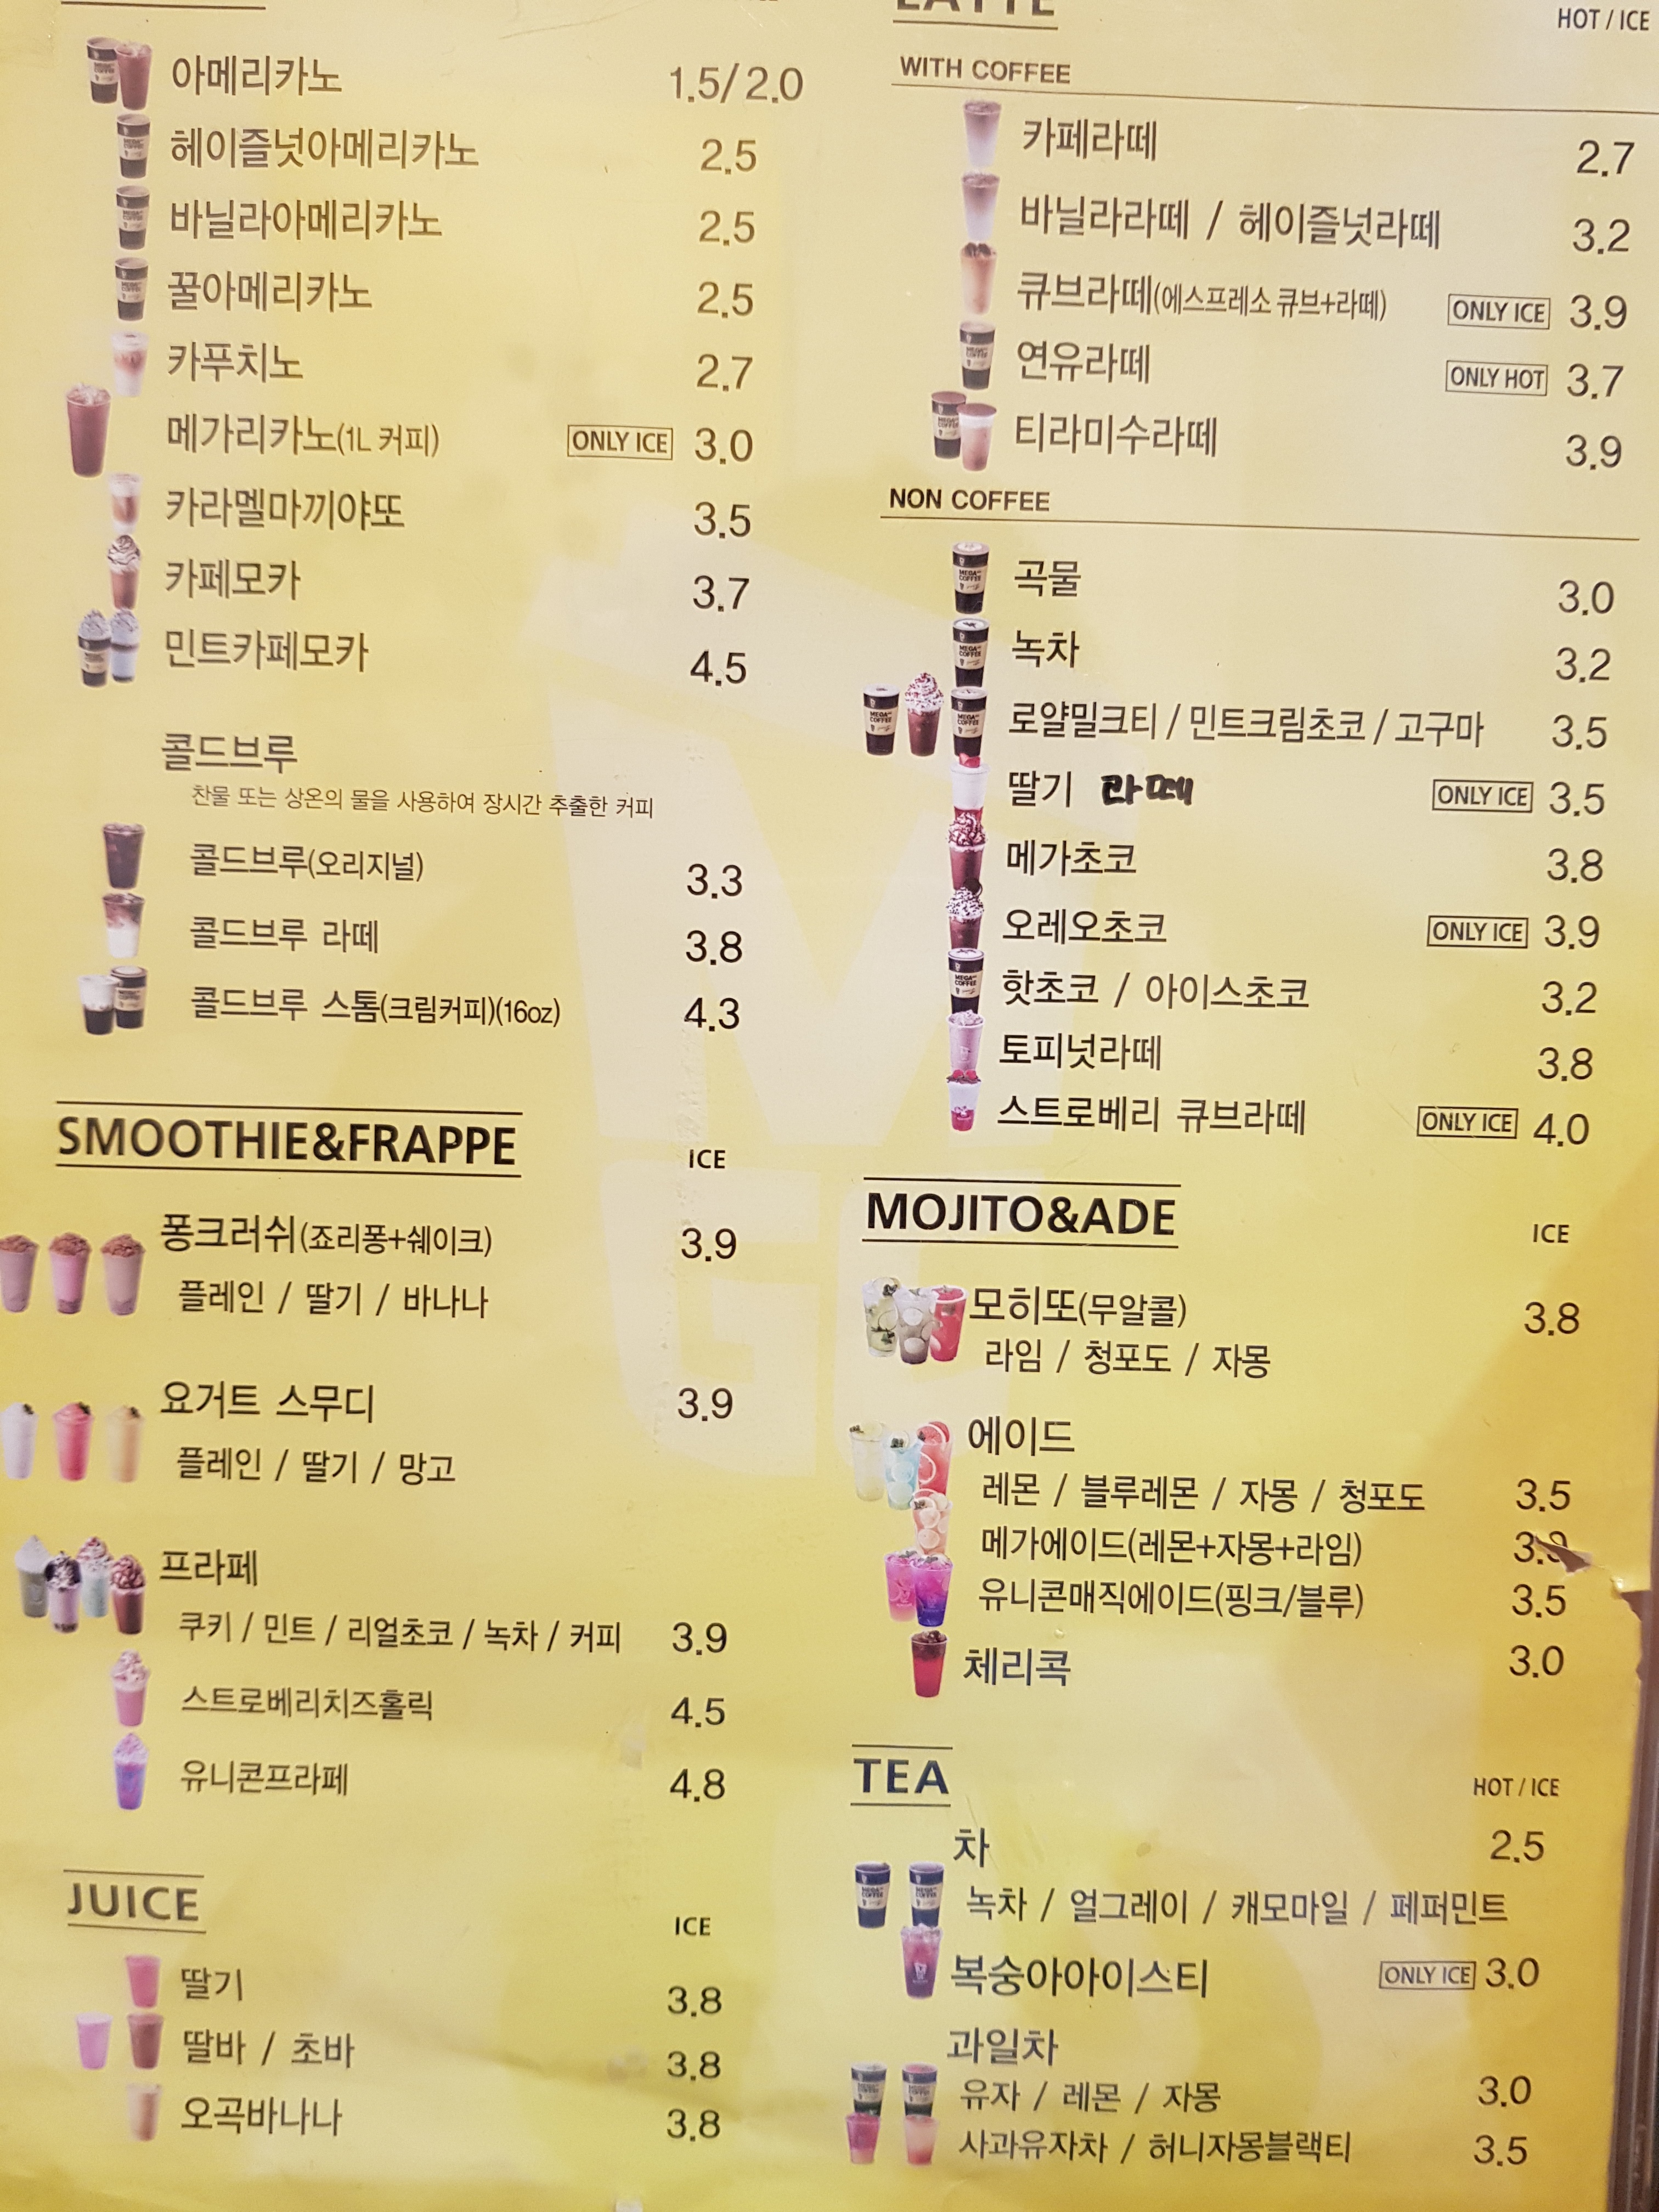 아메리카노 1.5/2.0
헤이즐넛아메리카노 2.5
바닐라아메리카노 2.5
꿀아메리카노 2.5
카푸치노 2.7
메가리카노(1L 커피) ONLY ICE 3.0
카라멜마끼야또 3.5
카페모카 3.7
민트카페모카 4.5
콜드브루
찬물 또는 상온의 물을 사용하여 장시간 추출한 커피
콜드브루(오리지널) 3.3
콜드브루 라떼 3.8
콜드브루 스톰(크림커피)(16oz) 4.3
SMOOTHIE&FRAPPE ICE
퐁크러쉬(죠리퐁+쉐이크) 3.9
플레인 / 딸기 / 바나나
요거트 스무디 3.9
플레인 / 딸기 / 망고
프라페
쿠키 / 민트 / 리얼초코 / 녹차 / 커피 3.9
스트로베리치즈홀릭 4.5
유니콘프라페 4.8
JUICE ICE
딸기 3.8
딸바 / 초바 3.8
오곡바나나 3.8
LATTE HOT / ICE
WITH COFFEE
카페라떼 2.7
바닐라라떼 / 헤이즐넛라떼 3.2
큐브라떼(에스프레소 큐브+라떼) ONLY ICE 3.9
연유라떼 ONLY HOT 3.7
티라미수라떼 3.9
NON COFFEE
곡물 3.0
녹차 3.2
로얄밀크티 / 민트크림초코 / 고구마 3.5
딸기 라떼 ONLY ICE 3.5
메가초코 3.8
오레오초코 ONLY ICE 3.9
핫초코 / 아이스초코 3.2
토피넛라떼 3.8
스트로베리 큐브라떼 ONLY ICE 4.0
MOJITO&ADE ICE
모히또(무알콜) 3.8
라임 / 청포도 / 자몽
에이드
레몬 / 블루레몬 / 자몽 / 청포도 3.5
메가에이드(레몬+자몽+라임)
유니콘매직에이드(핑크/블루) 3.5
체리콕 3.0
TEA HOT / ICE
차 2.5
녹차 / 얼그레이 / 캐모마일 / 페퍼민트
복숭아아이스티 ONLY ICE 3.0
과일차
유자 / 레몬 / 자몽 3.0
사과유자차 / 허니자몽블랙티 3.5